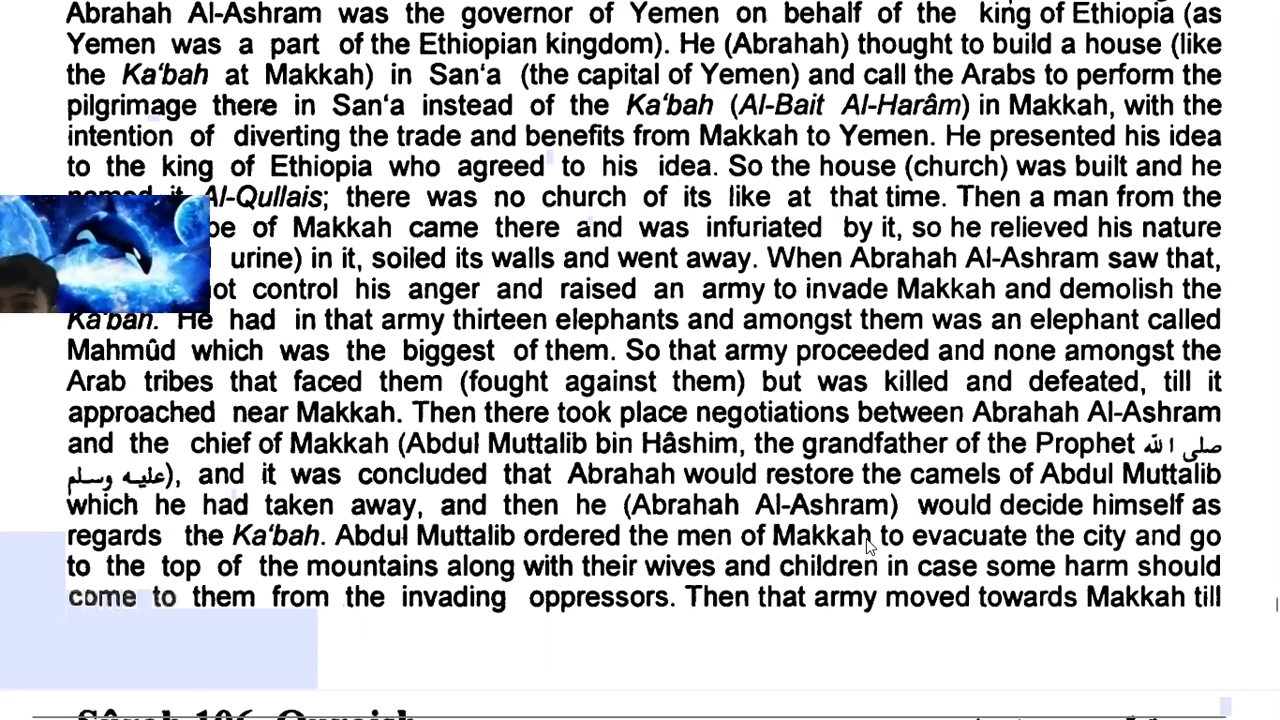 Abrahah Al-Ashram was the governor of Yemen on behalf of the king of Ethiopia (as
Yemen was a part of the Ethiopian kingdom). He (Abrahah) thought to build a house (like
the Ka‘bah at Makkah) in San‘a (the capital of Yemen) and call the Arabs to perform the
pilgrimage there in San‘a instead of the Ka‘bah (Al-Bait Al-Harâm) in Makkah, with the
intention of diverting the trade and benefits from Makkah to Yemen. He presented his idea
to the king of Ethiopia who agreed to his idea. So the house (church) was built and he
named it Al-Qullais; there was no church of its like at that time. Then a man from the
of Makkah came there and was infuriated by it, so he relieved his nature
urine) in it, soiled its walls and went away. When Abrahah Al-Ashram saw that,
not control his anger and raised an army to invade Makkah and demolish the
Ka‘bah. He had in that army thirteen elephants and amongst them was an elephant called
Mahmûd which was the biggest of them. So that army proceeded and none amongst the
Arab tribes that faced them (fought against them) but was killed and defeated, till it
approached near Makkah. Then there took place negotiations between Abrahah Al-Ashram
and the chief of Makkah (Abdul Muttalib bin Hâshim, the grandfather of the Prophet صلى الله
عليه وسلم), and it was concluded that Abrahah would restore the camels of Abdul Muttalib
which he had taken away, and then he (Abrahah Al-Ashram) would decide himself as
regards the Ka‘bah. Abdul Muttalib ordered the men of Makkah to evacuate the city and go
to the top of the mountains along with their wives and children in case some harm should
come to them from the invading oppressors. Then that army moved towards Makkah till
Sûrah 106. Quraish